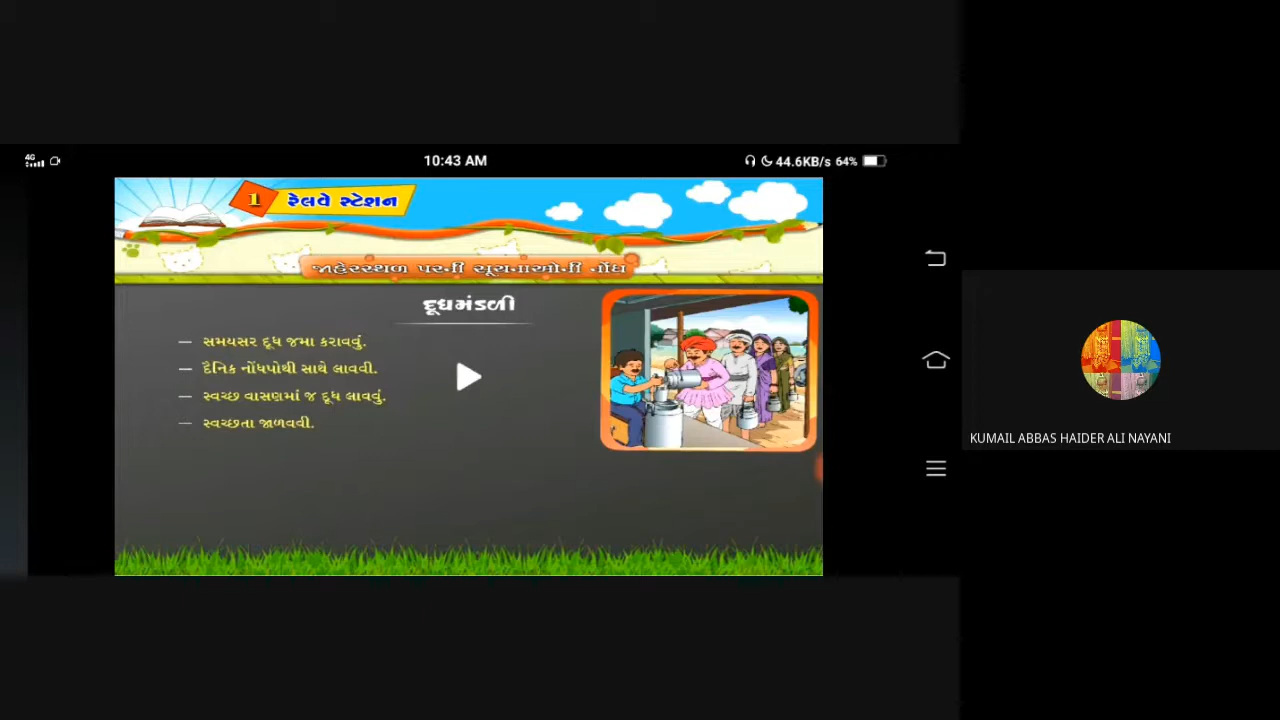 4G
10:43 AM
44.6KB/s 64%
1 રેલવે સ્ટેશન
જાહેરસ્થળ પરની સૂચનાઓની નોંધ
દૂધમંડળી
— સમયસર દૂધ જમા કરાવવું.
— દૈનિક નોંધપોથી સાથે લાવવી.
— સ્વચ્છ વાસણમાં જ દૂધ લાવવું.
— સ્વચ્છતા જાળવવી.
KUMAIL ABBAS HAIDER ALI NAYANI